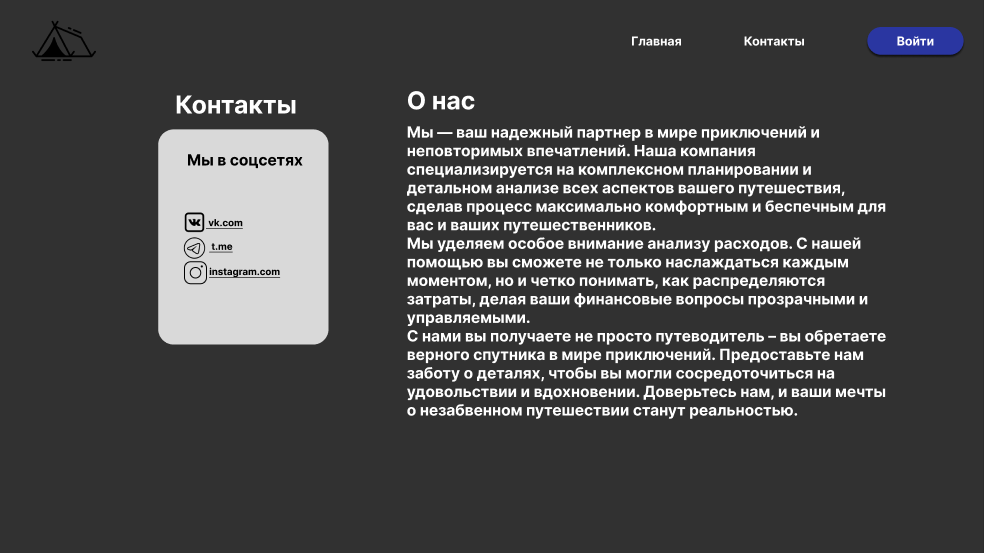 Главная
Контакты
Войти
Контакты
Мы в соцсетях
vk.com
t.me
instagram.com
О нас
Мы — ваш надежный партнер в мире приключений и
неповторимых впечатлений. Наша компания
специализируется на комплексном планировании и
детальном анализе всех аспектов вашего путешествия,
сделав процесс максимально комфортным и беспечным для
вас и ваших путешественников.
Мы уделяем особое внимание анализу расходов. С нашей
помощью вы сможете не только наслаждаться каждым
моментом, но и четко понимать, как распределяются
затраты, делая ваши финансовые вопросы прозрачными и
управляемыми.
С нами вы получаете не просто путеводитель – вы обретаете
верного спутника в мире приключений. Предоставьте нам
заботу о деталях, чтобы вы могли сосредоточиться на
удовольствии и вдохновении. Доверьтесь нам, и ваши мечты
о незабвенном путешествии станут реальностью.